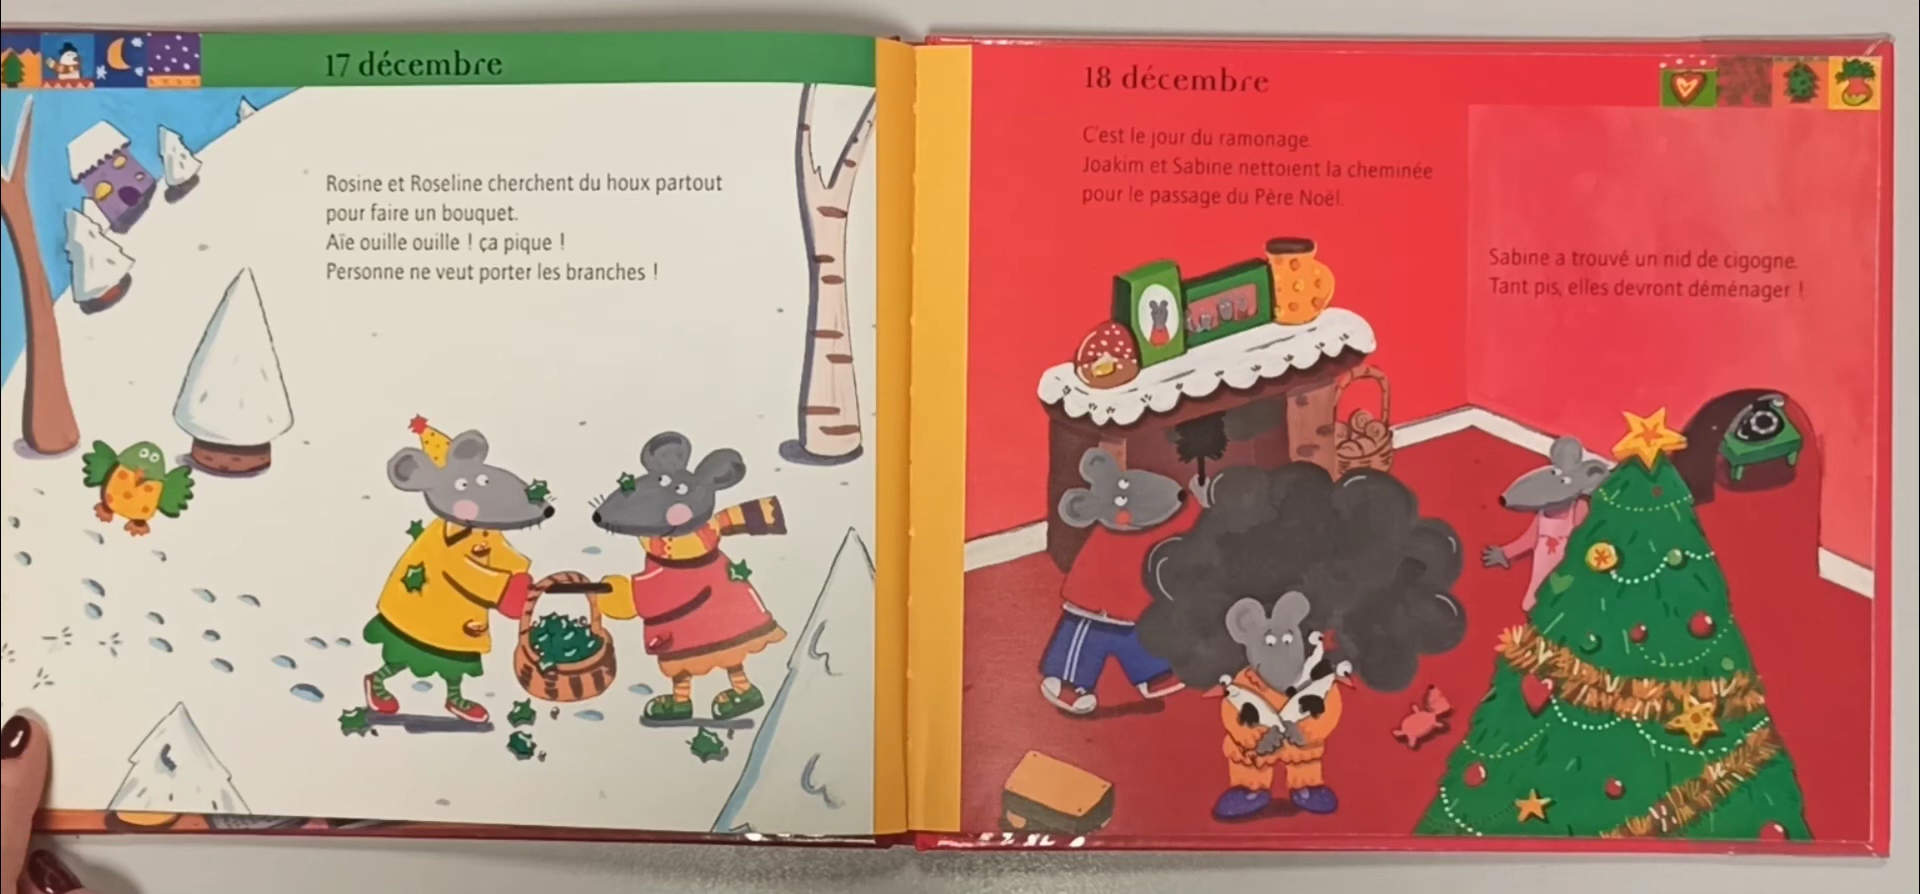 17 décembre
Rosine et Roseline cherchent du houx partout
pour faire un bouquet.
Aïe ouille ouille ! ça pique !
Personne ne veut porter les branches !
18 décembre
C'est le jour du ramonage.
Joakim et Sabine nettoient la cheminée
pour le passage du Père Noël.
Sabine a trouvé un nid de cigogne.
Tant pis, elles devront déménager !